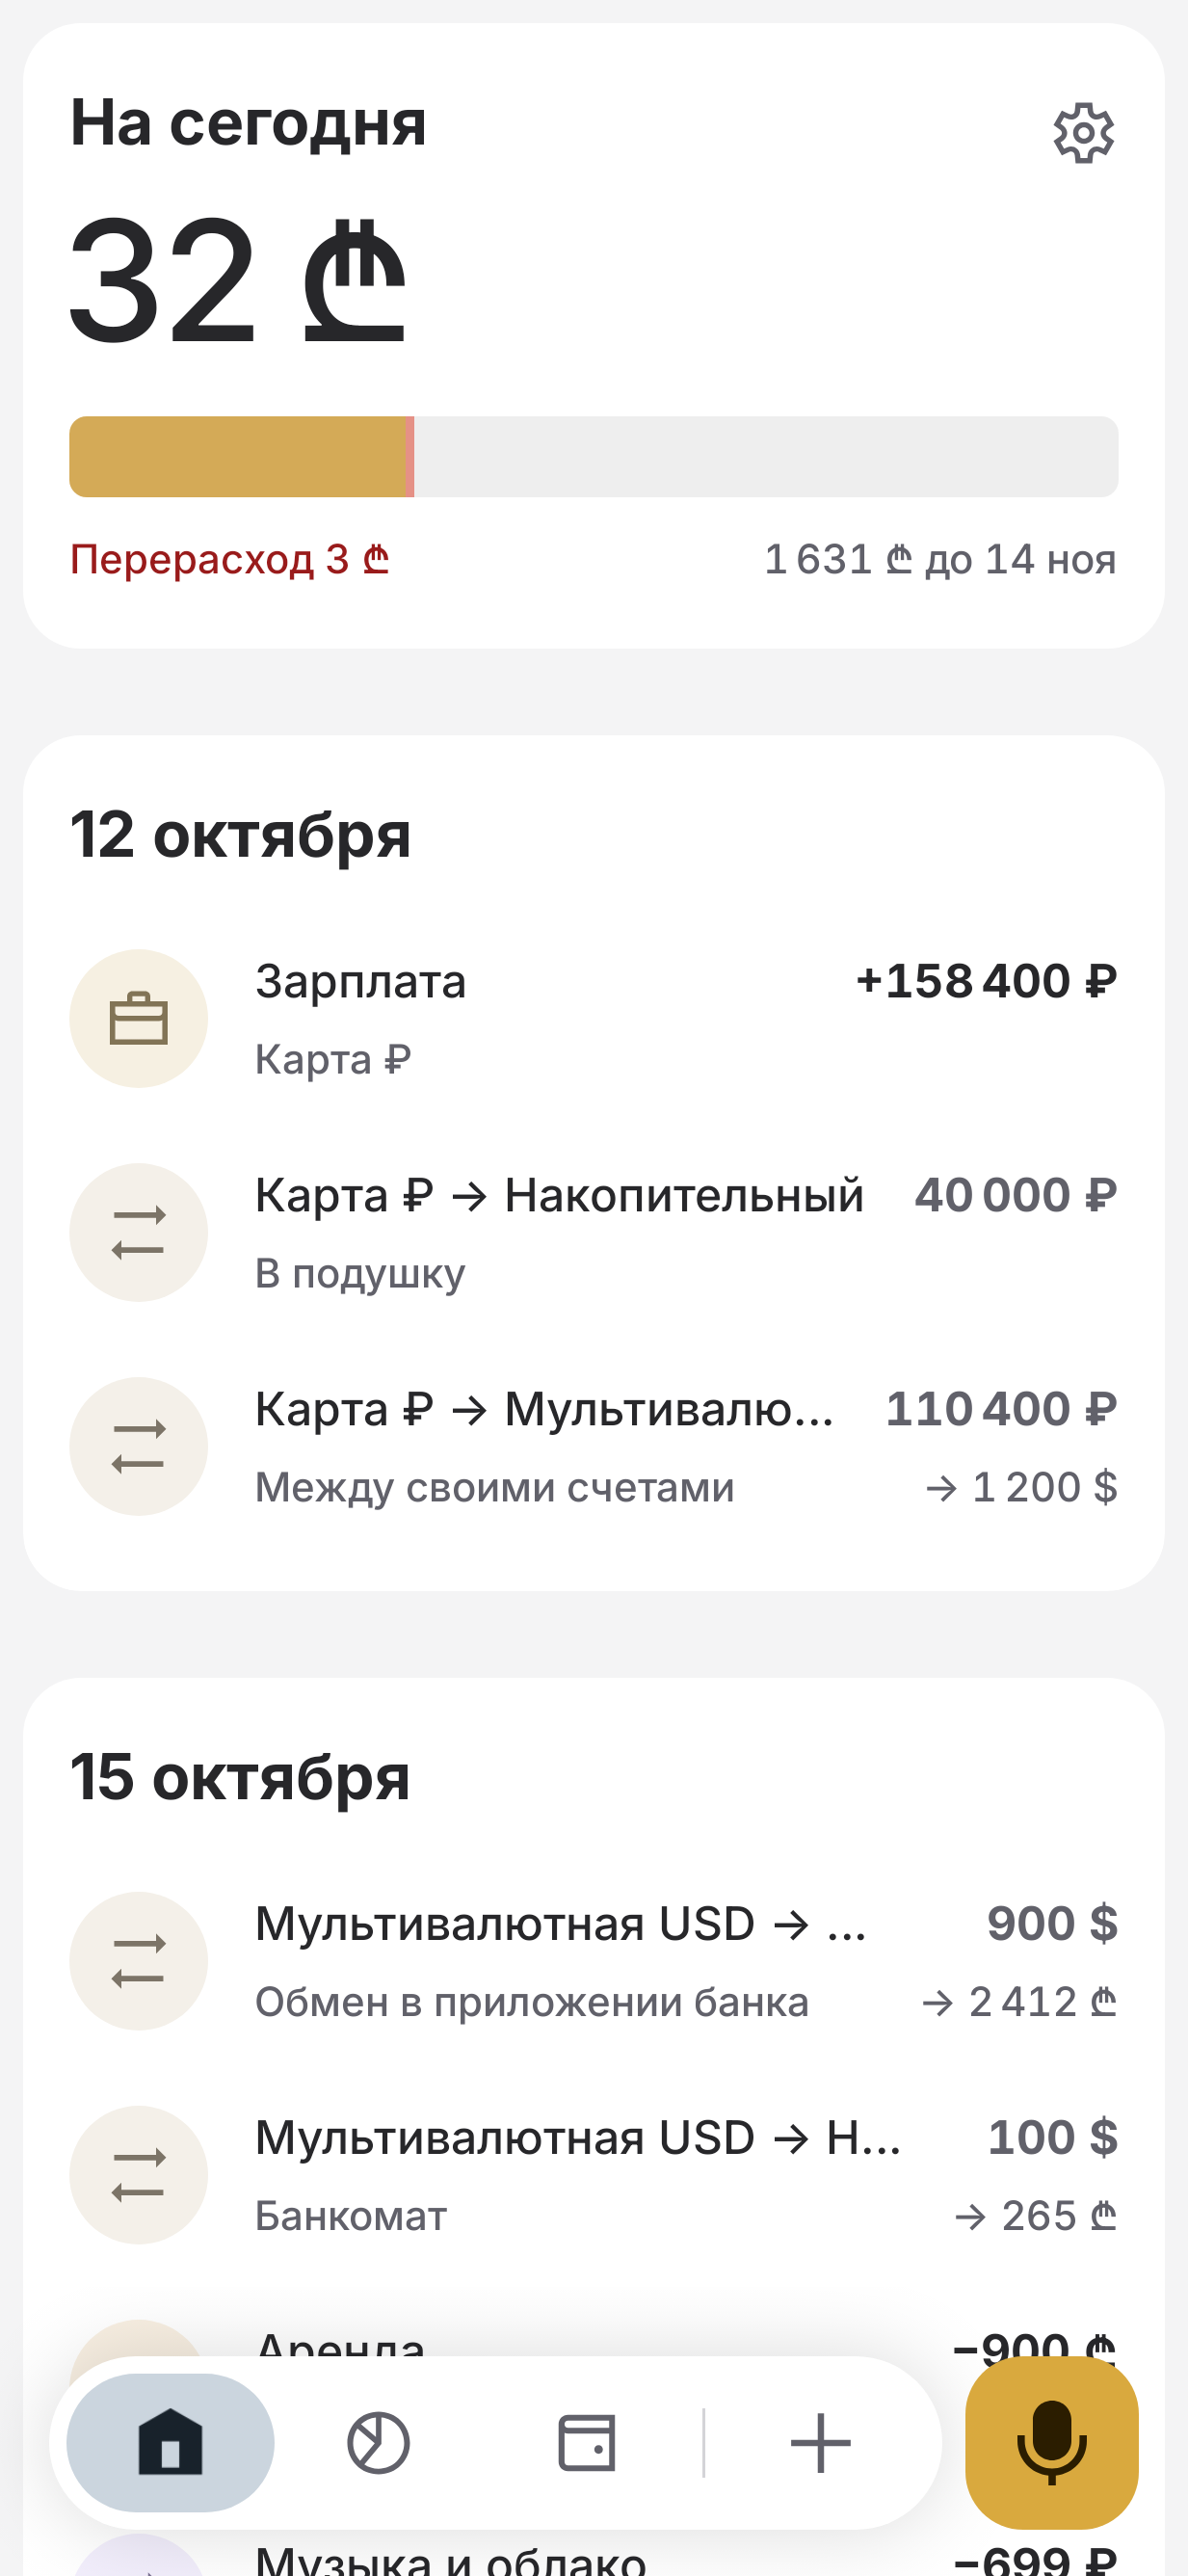 На сегодня
32 ₾
Перерасход 3 ₾
1 631 ₾ до 14 ноя
12 октября
Зарплата
+158 400 ₽
Карта ₽
Карта ₽ → Накопительный
40 000 ₽
В подушку
Карта ₽ → Мультивалю...
110 400 ₽
Между своими счетами
→ 1 200 $
15 октября
Мультивалютная USD → ...
900 $
Обмен в приложении банка
→ 2 412 ₾
Мультивалютная USD → Н...
100 $
Банкомат
→ 265 ₾
Аренда
−900 ₾
Музыка и облако
−699 ₽